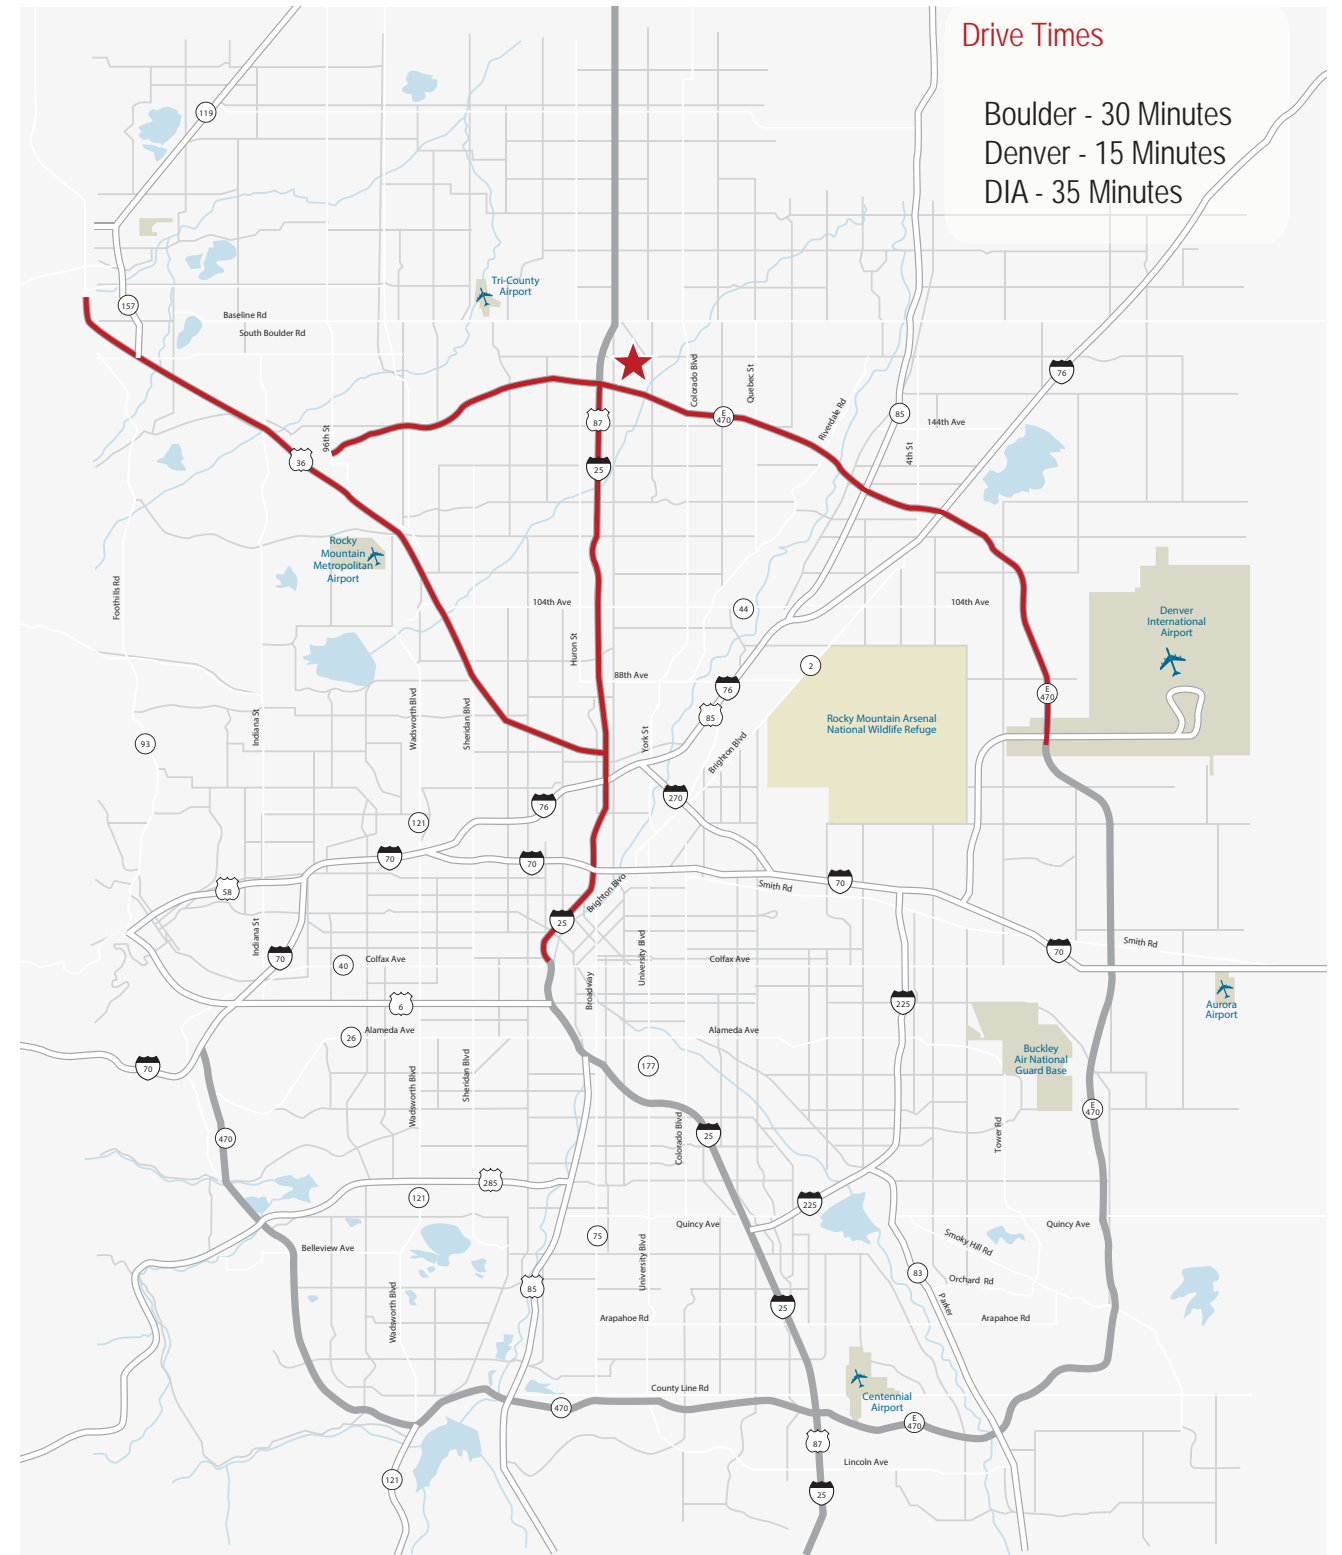 Drive Times
Boulder - 30 Minutes
Denver - 15 Minutes
DIA - 35 Minutes
119
Tri-County
Airport
157
Baseline Rd
South Boulder Rd
Colorado Blvd
Quebec St
76
85
E
470
144th Ave
87
Riverdale Rd
4th St
96th St
36
25
Rocky
Mountain
Metropolitan
Airport
Foothills Rd
104th Ave
44
104th Ave
Denver
International
Airport
Huron St
2
88th Ave
76
E
470
85
Rocky Mountain Arsenal
National Wildlife Refuge
Indiana St
Wadsworth Blvd
Sheridan Blvd
York St
93
Brighton Blvd
270
76
121
70
70
58
Smith Rd
70
Brighton Blvd
25
Indiana St
University Blvd
Smith Rd
70
70
40
Colfax Ave
Colfax Ave
Broadway
6
225
Aurora
Airport
26
Alameda Ave
Alameda Ave
Buckley
Air National
Guard Base
70
177
Wadsworth Blvd
Sheridan Blvd
E
470
470
Colorado Blvd
25
Tower Rd
285
121
225
Quincy Ave
Quincy Ave
75
Smoky Hill Rd
Belleview Ave
University Blvd
83
Orchard Rd
85
Parker
25
Wadsworth Blvd
Arapahoe Rd
Arapahoe Rd
County Line Rd
Centennial
Airport
470
E
470
87
Lincoln Ave
121
25